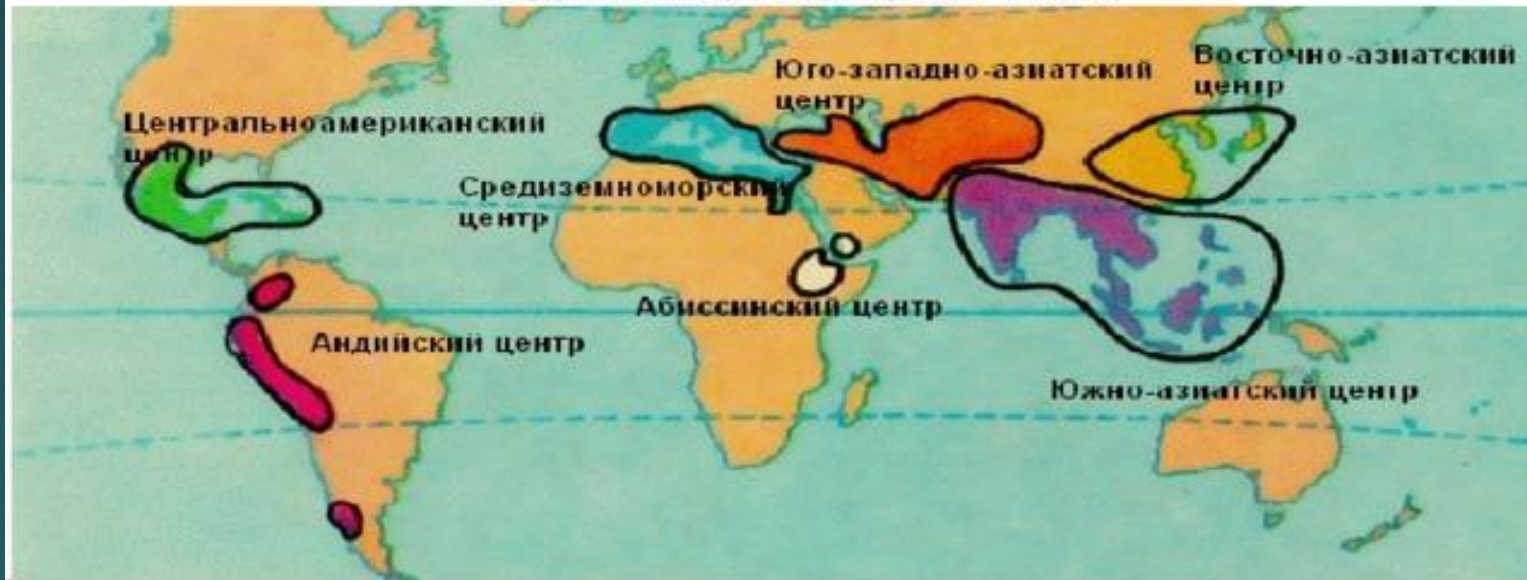 Юго-западно-азиатский
центр
Восточно-азиатский
центр
Центральноамериканский
центр
Средиземноморский
центр
Абиссинский центр
Андийский центр
Южно-азиатский центр